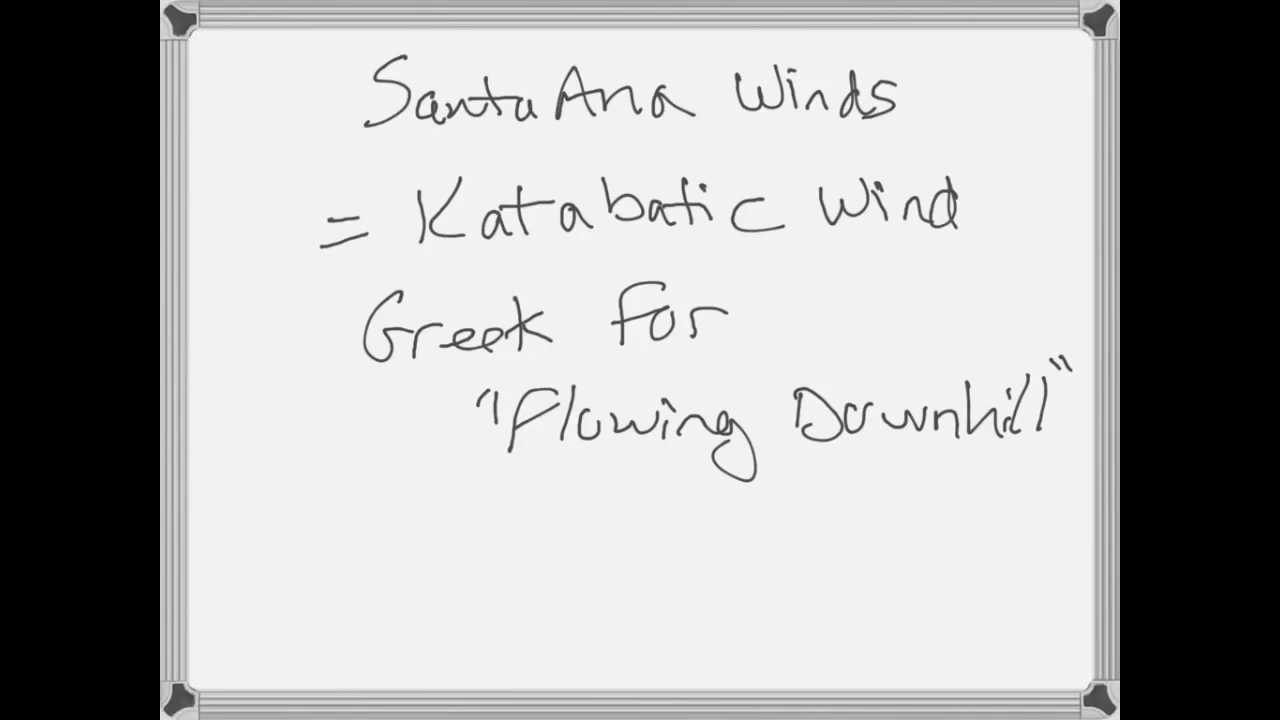 Santa Ana Winds
= Katabatic Wind
Greek For
"Flowing Downhill"